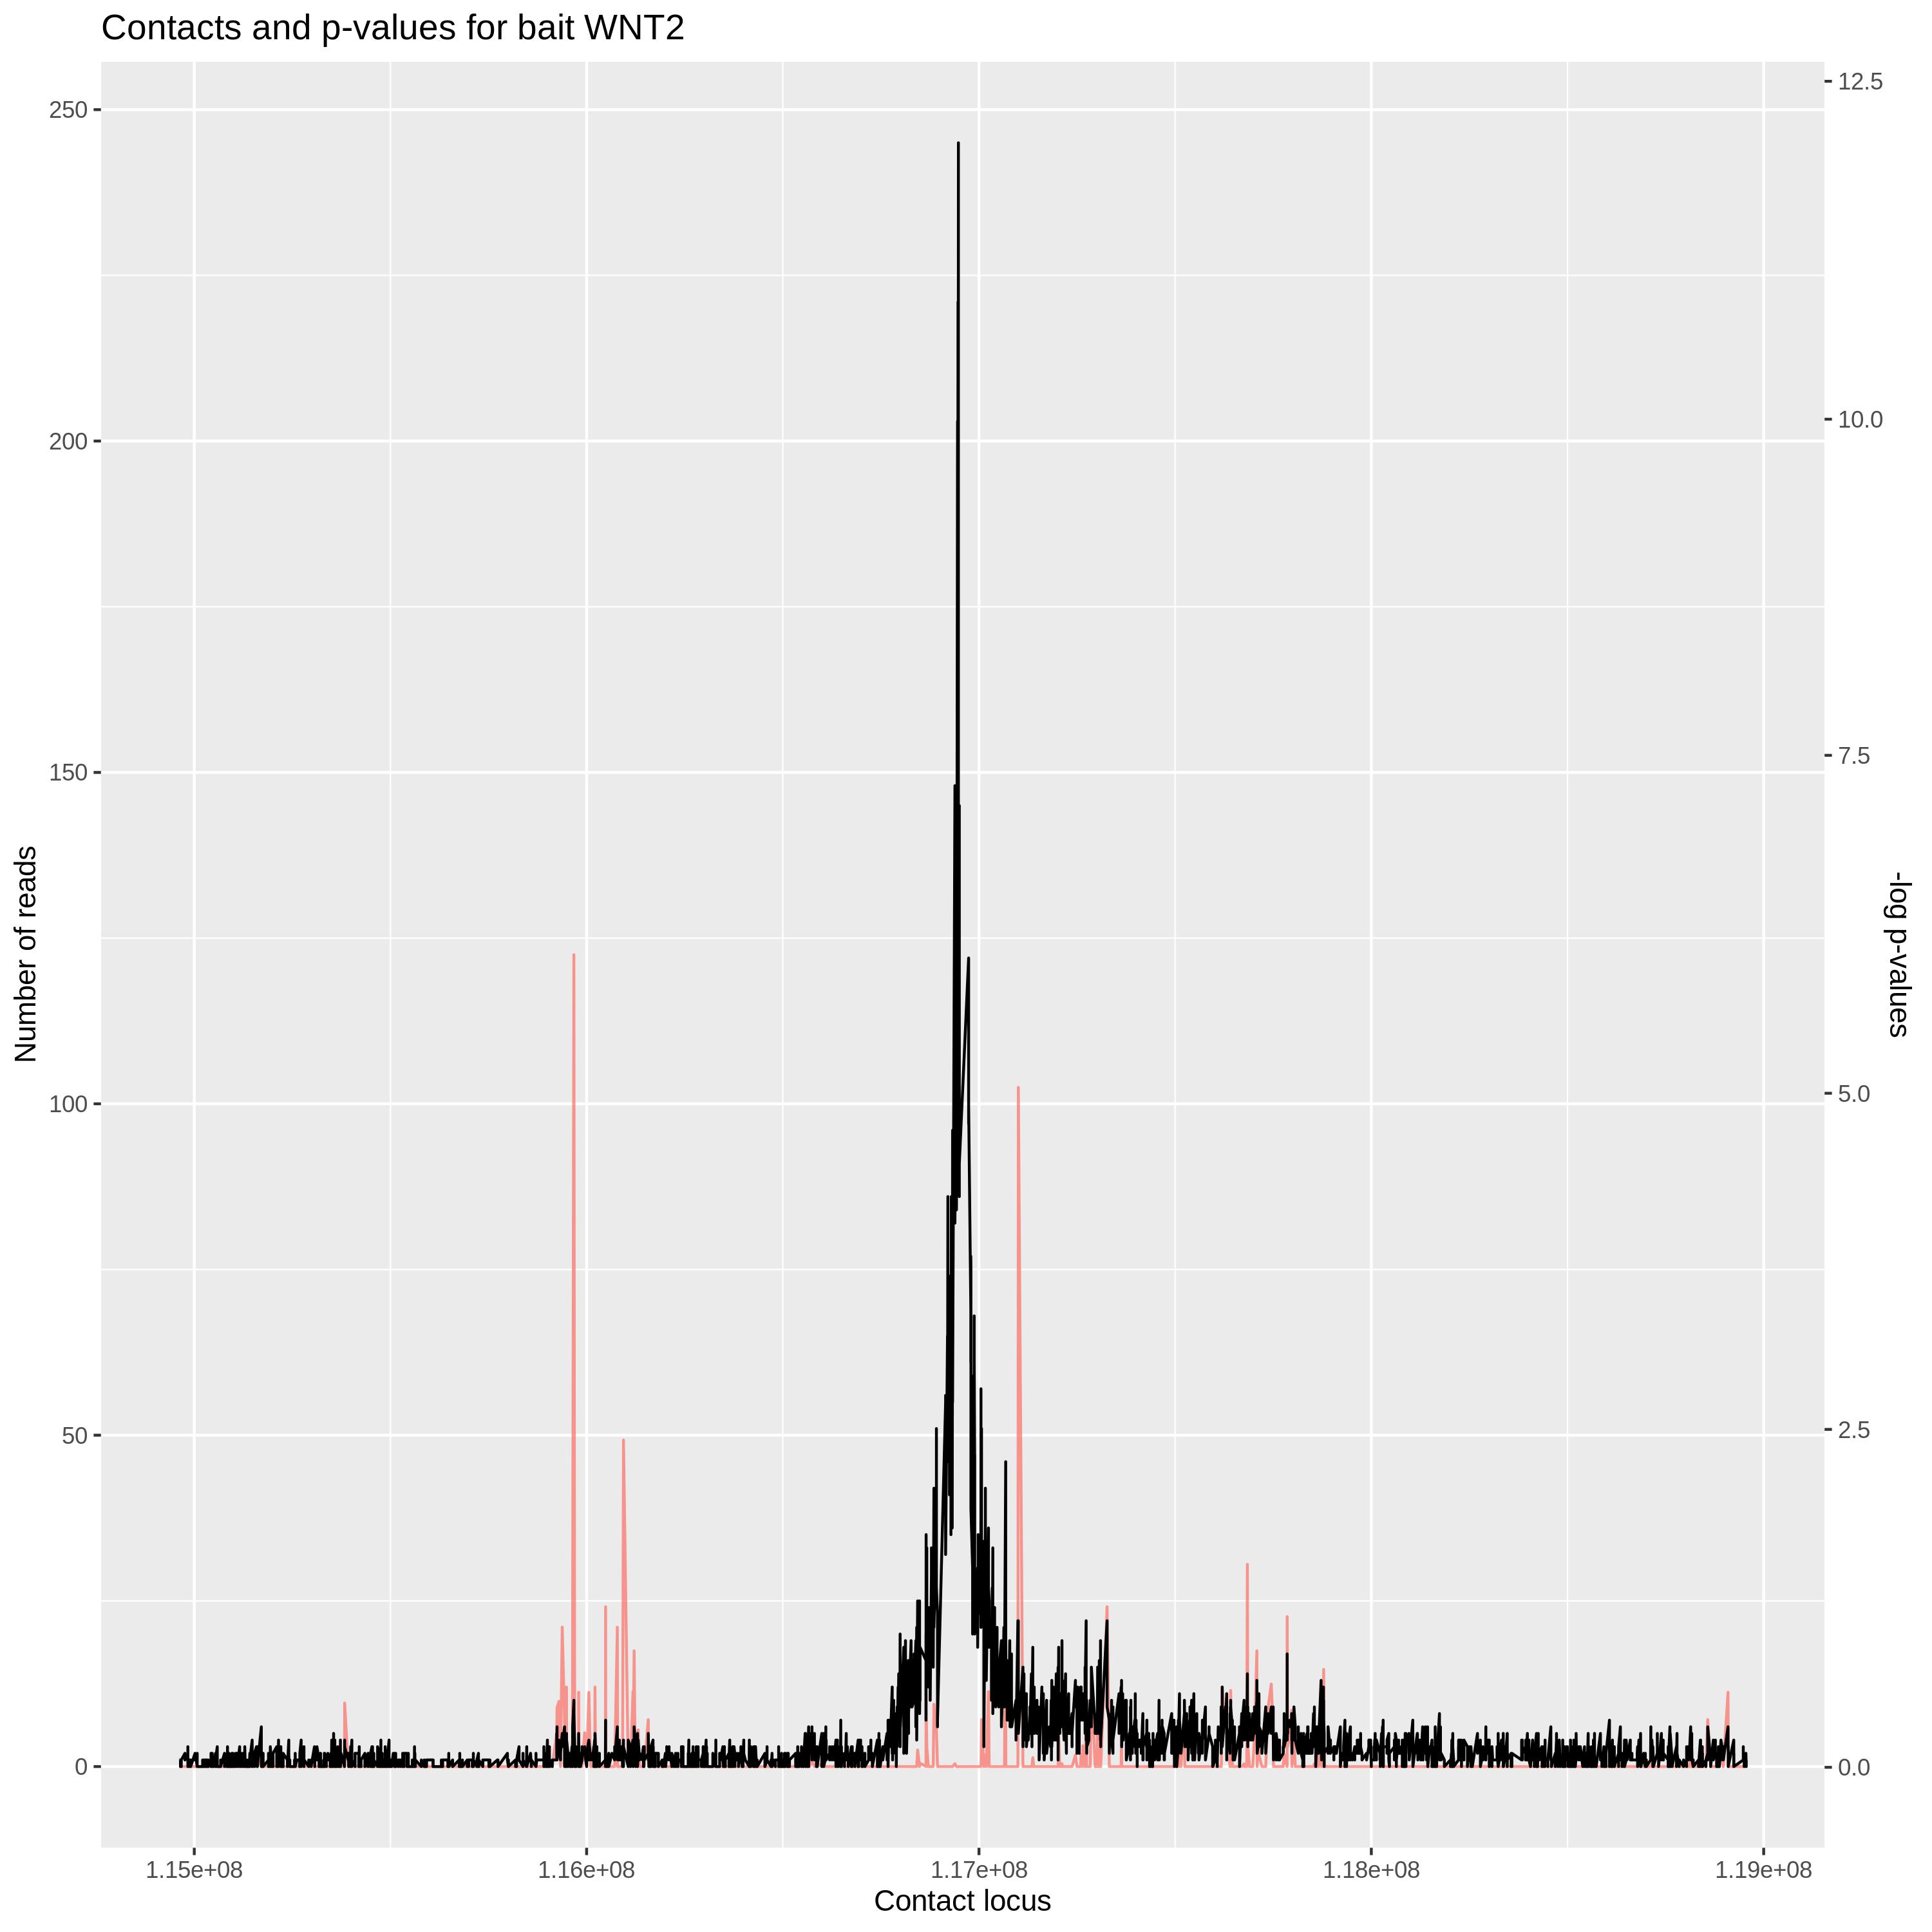 Contacts and p-values for bait WNT2
250
200
150
100
50
0
Number of reads
12.5
10.0
7.5
5.0
2.5
0.0
-log p-values
1.15e+08
1.16e+08
1.17e+08
1.18e+08
1.19e+08
Contact locus